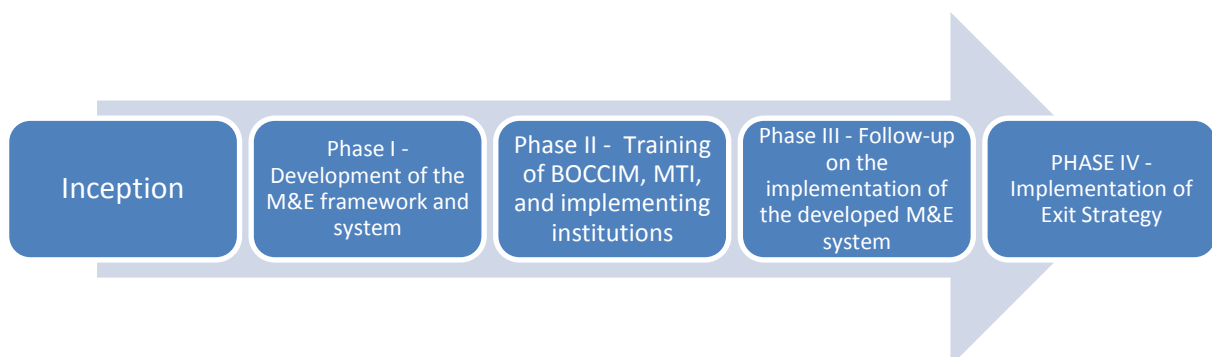 Inception
Phase I -
Development of the
M&E framework and
system
Phase II -  Training
of BOCCIM, MTI,
and implementing
institutions
Phase III - Follow-up
on the
implementation of
the developed M&E
system
PHASE IV -
Implementation of
Exit Strategy